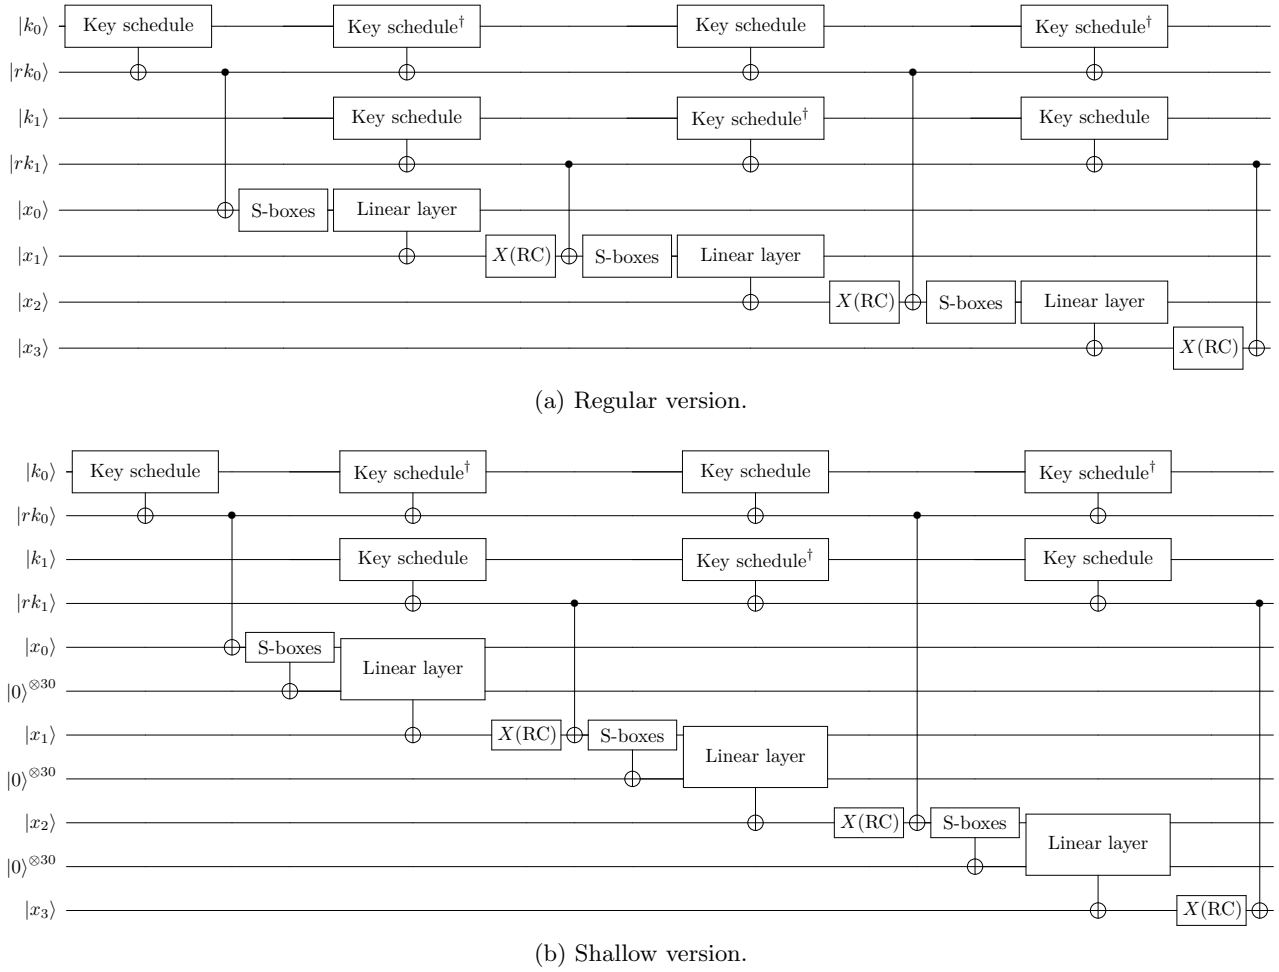 |k₀⟩ Key schedule Key schedule† Key schedule Key schedule†
|rk₀⟩
|k₁⟩ Key schedule Key schedule† Key schedule
|rk₁⟩
|x₀⟩ S-boxes Linear layer
|x₁⟩ X(RC) S-boxes Linear layer
|x₂⟩ X(RC) S-boxes Linear layer
|x₃⟩ X(RC)
(a) Regular version.
|k₀⟩ Key schedule Key schedule† Key schedule Key schedule†
|rk₀⟩
|k₁⟩ Key schedule Key schedule† Key schedule
|rk₁⟩
|x₀⟩ S-boxes
Linear layer
|0⟩⊗30
|x₁⟩ X(RC) S-boxes
Linear layer
|0⟩⊗30
|x₂⟩ X(RC) S-boxes
Linear layer
|0⟩⊗30
|x₃⟩ X(RC)
(b) Shallow version.